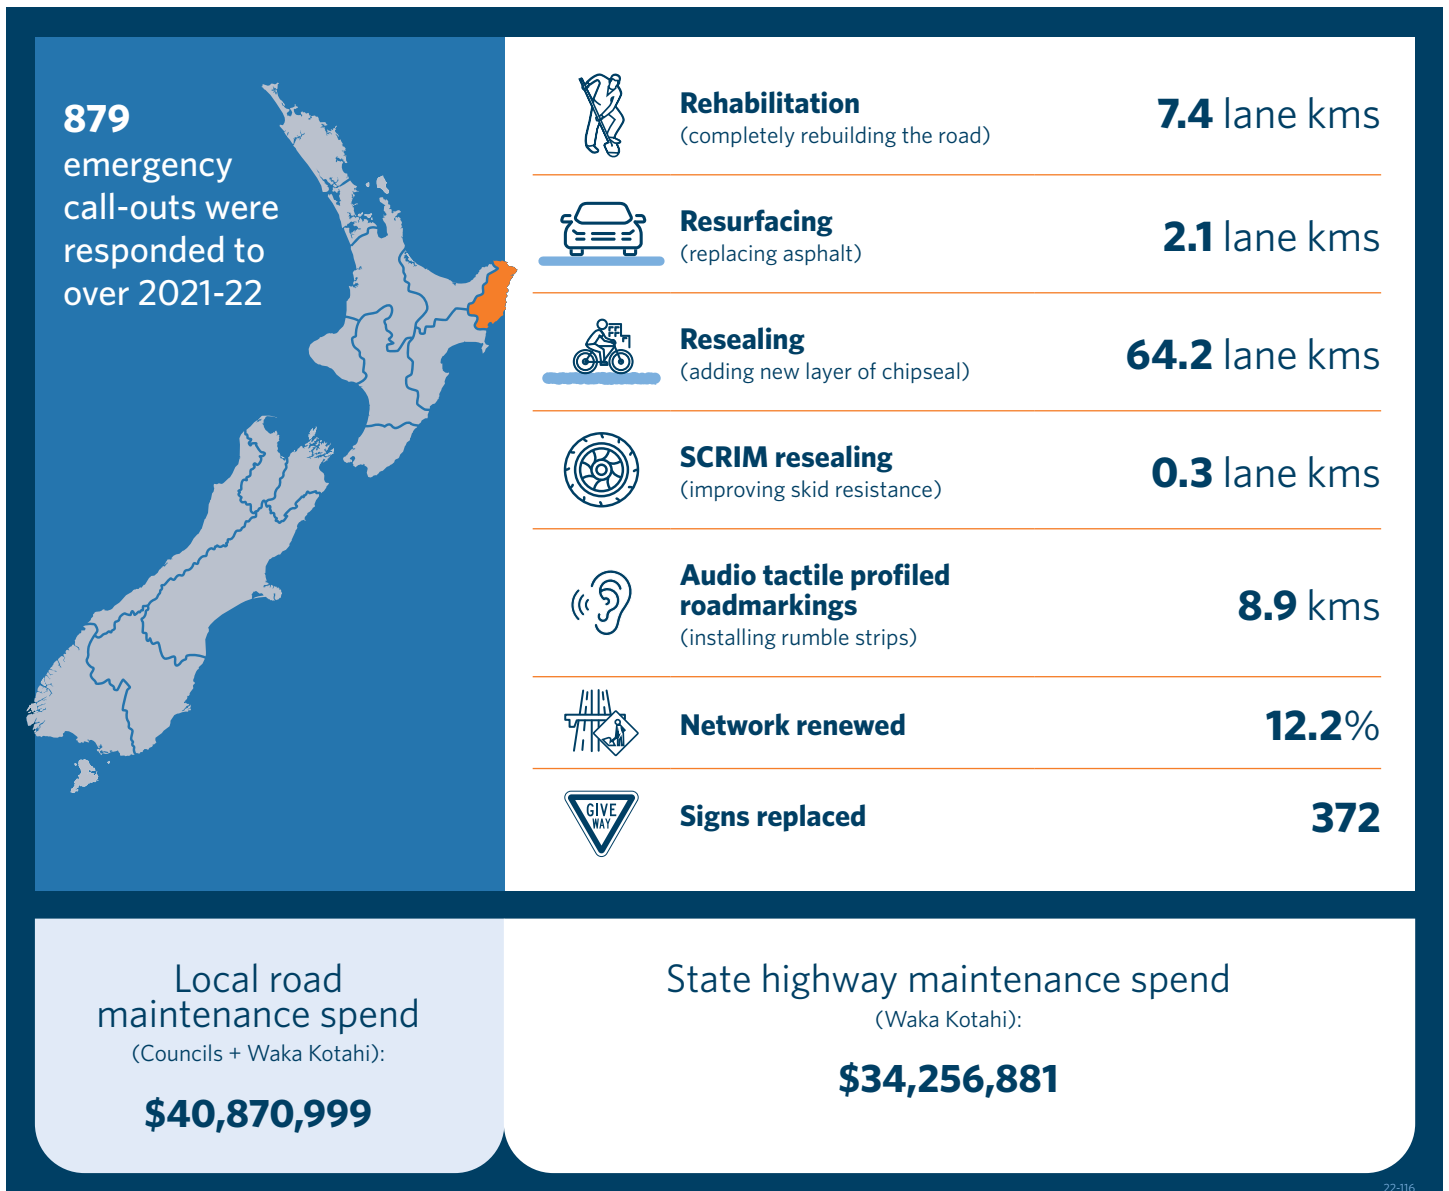 879
emergency
call-outs were
responded to
over 2021-22
Rehabilitation
(completely rebuilding the road)
7.4 lane kms
Resurfacing
(replacing asphalt)
2.1 lane kms
Resealing
(adding new layer of chipseal)
64.2 lane kms
SCRIM resealing
(improving skid resistance)
0.3 lane kms
Audio tactile profiled
roadmarkings
(installing rumble strips)
8.9 kms
Network renewed
12.2%
GIVE
WAY
Signs replaced
372
Local road
maintenance spend
(Councils + Waka Kotahi):
$40,870,999
State highway maintenance spend
(Waka Kotahi):
$34,256,881
22-116